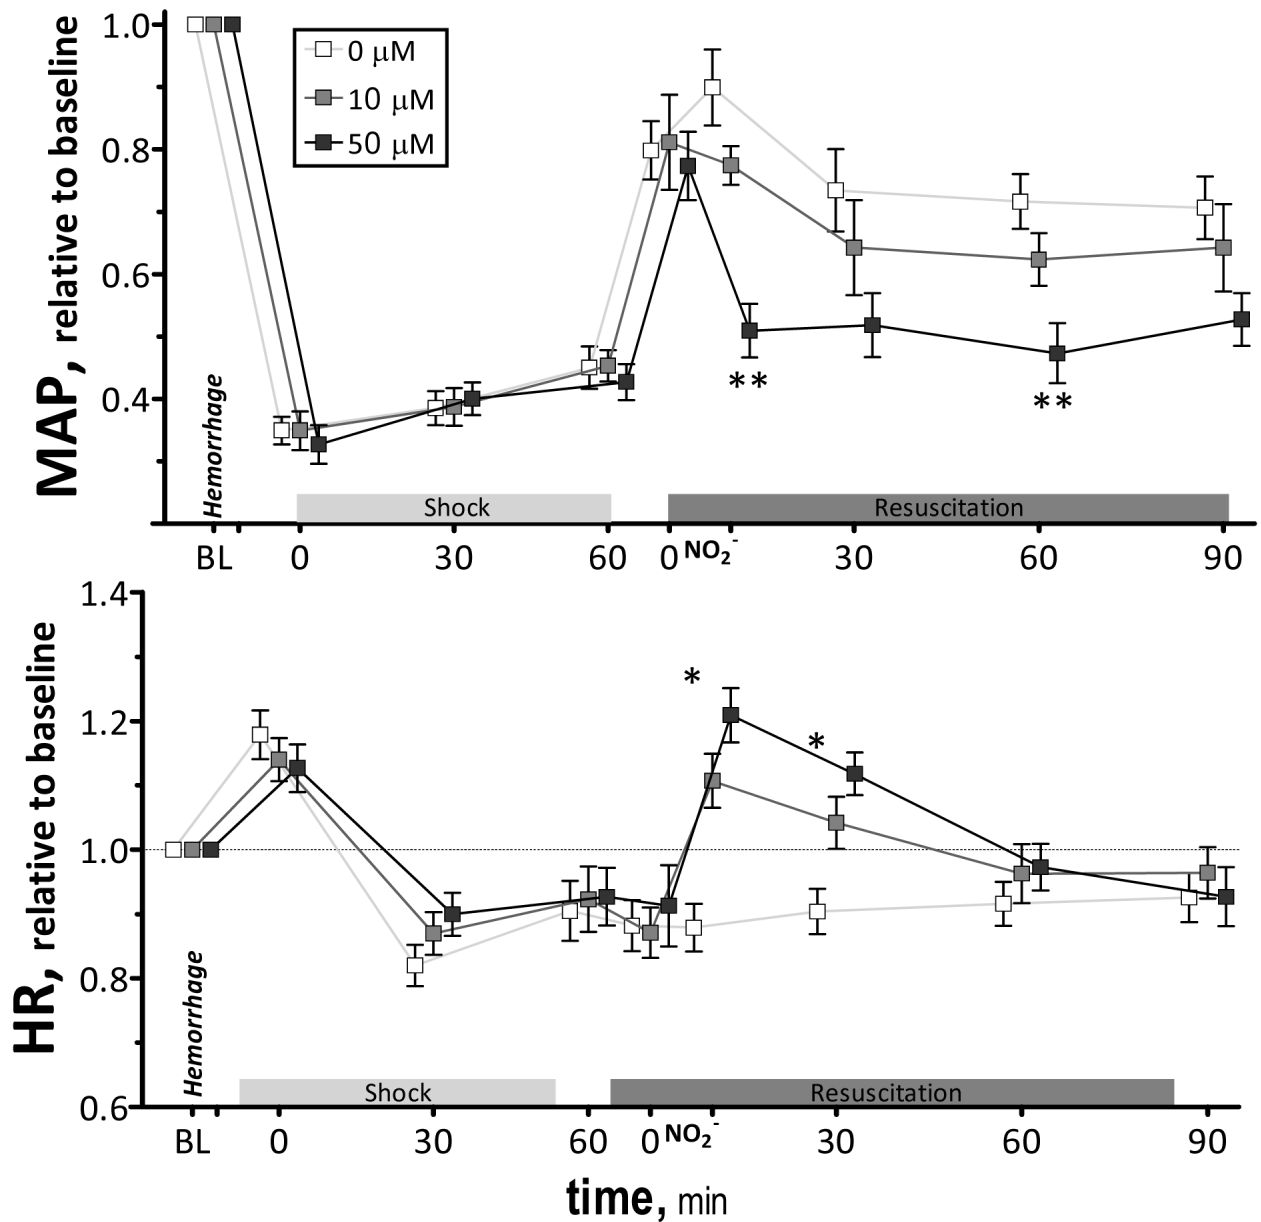 MAP, relative to baseline
1.0
0.8
0.6
0.4
0 μM
10 μM
50 μM
**
**
Hemorrhage
Shock
Resuscitation
BL 0 30 60 0 NO₂⁻ 30 60 90
HR, relative to baseline
1.4
1.2
1.0
0.8
0.6
*
*
Hemorrhage
Shock
Resuscitation
BL 0 30 60 0 NO₂⁻ 30 60 90
time, min